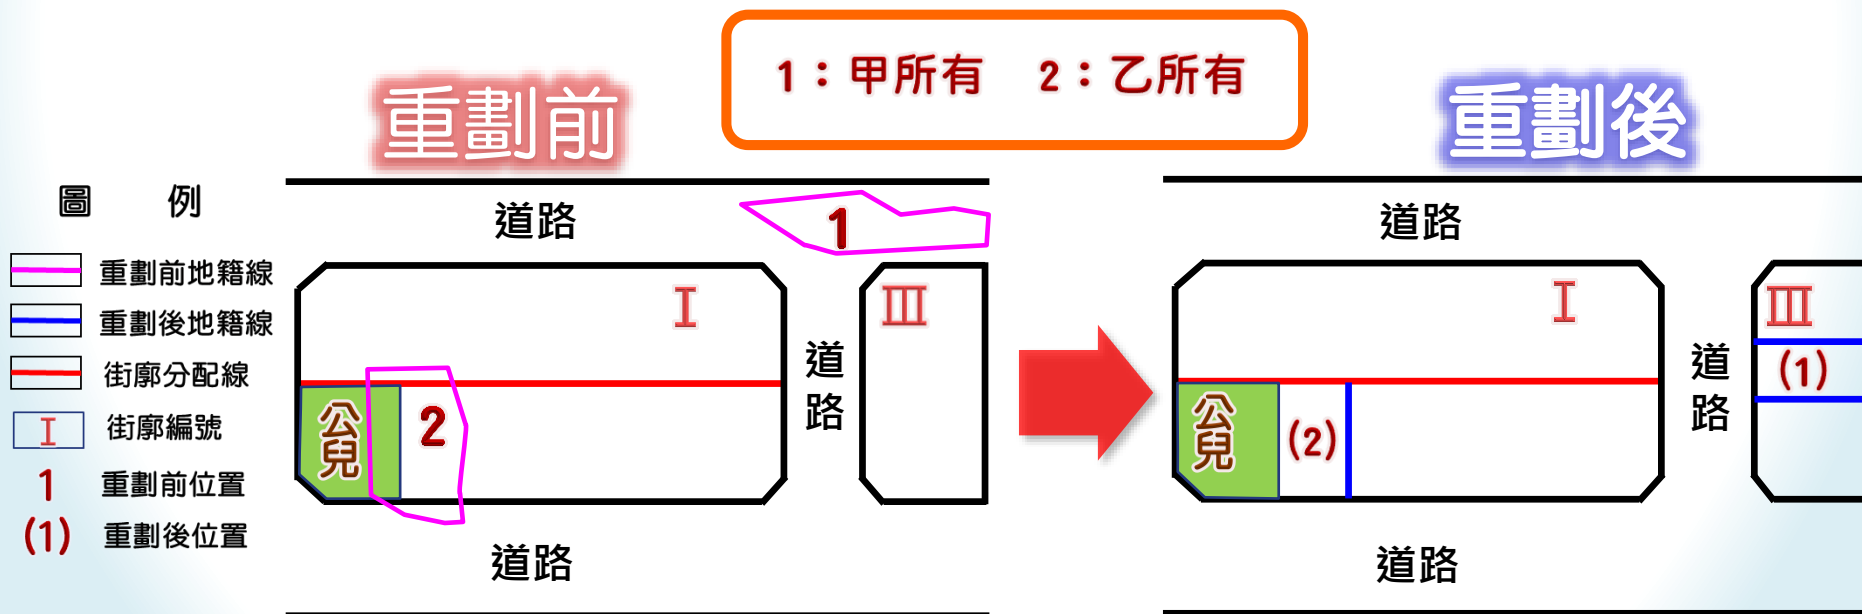 1：甲所有　2：乙所有
重劃前
重劃後
圖　例
重劃前地籍線
重劃後地籍線
街廓分配線
I 街廓編號
1 重劃前位置
(1) 重劃後位置
道路
1
I
III
道路
公兒
2
道路
道路
I
III
道路
(1)
公兒
(2)
道路